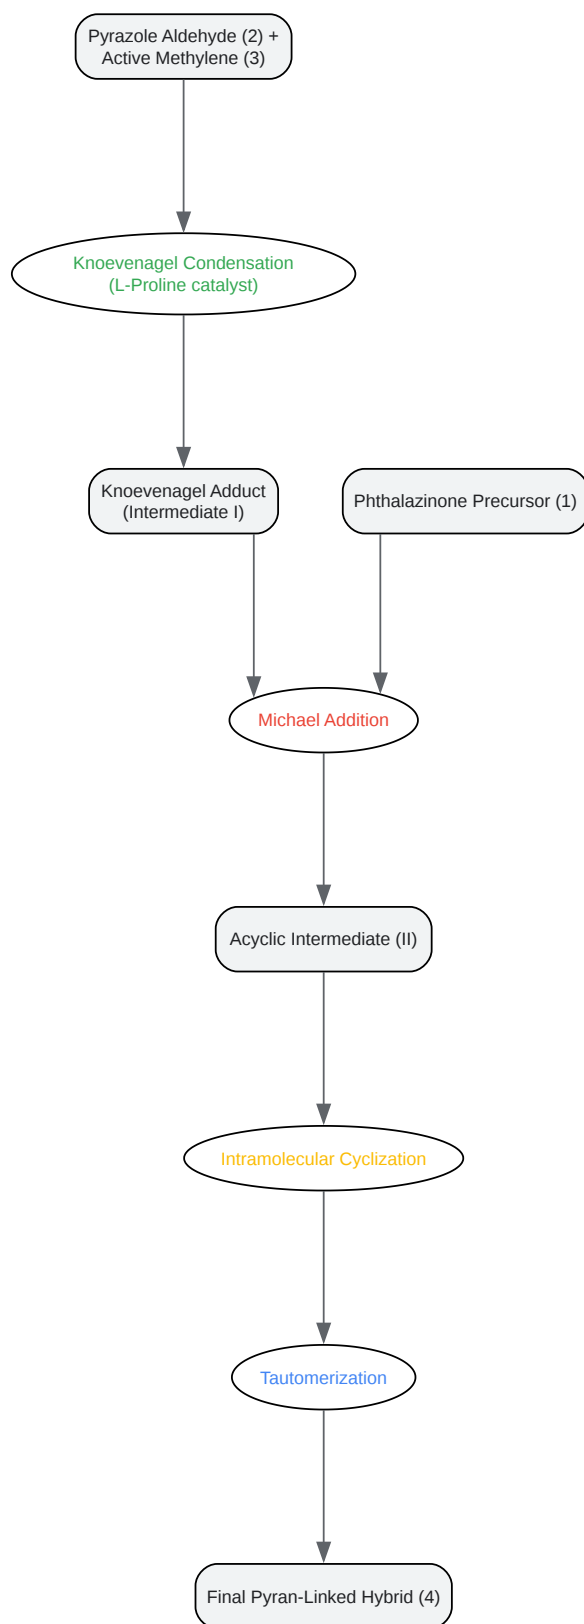 Pyrazole Aldehyde (2) +
Active Methylene (3)
Knoevenagel Condensation
(L-Proline catalyst)
Knoevenagel Adduct
(Intermediate I)
Phthalazinone Precursor (1)
Michael Addition
Acyclic Intermediate (II)
Intramolecular Cyclization
Tautomerization
Final Pyran-Linked Hybrid (4)